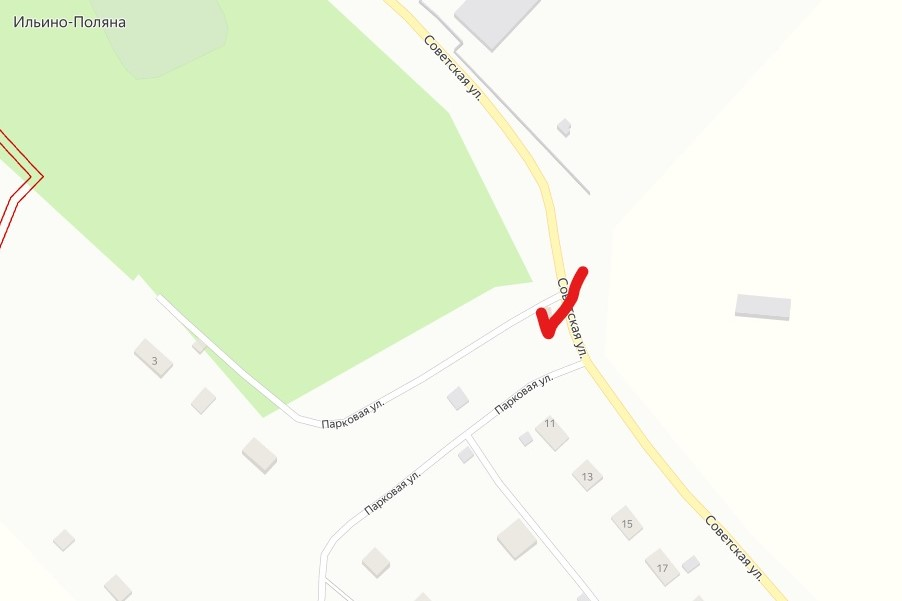 Ильино-Поляна
Советская ул.
Советская ул.
3
Парковая ул.
Парковая ул.
11
Парковая ул.
13
15
Советская ул.
17